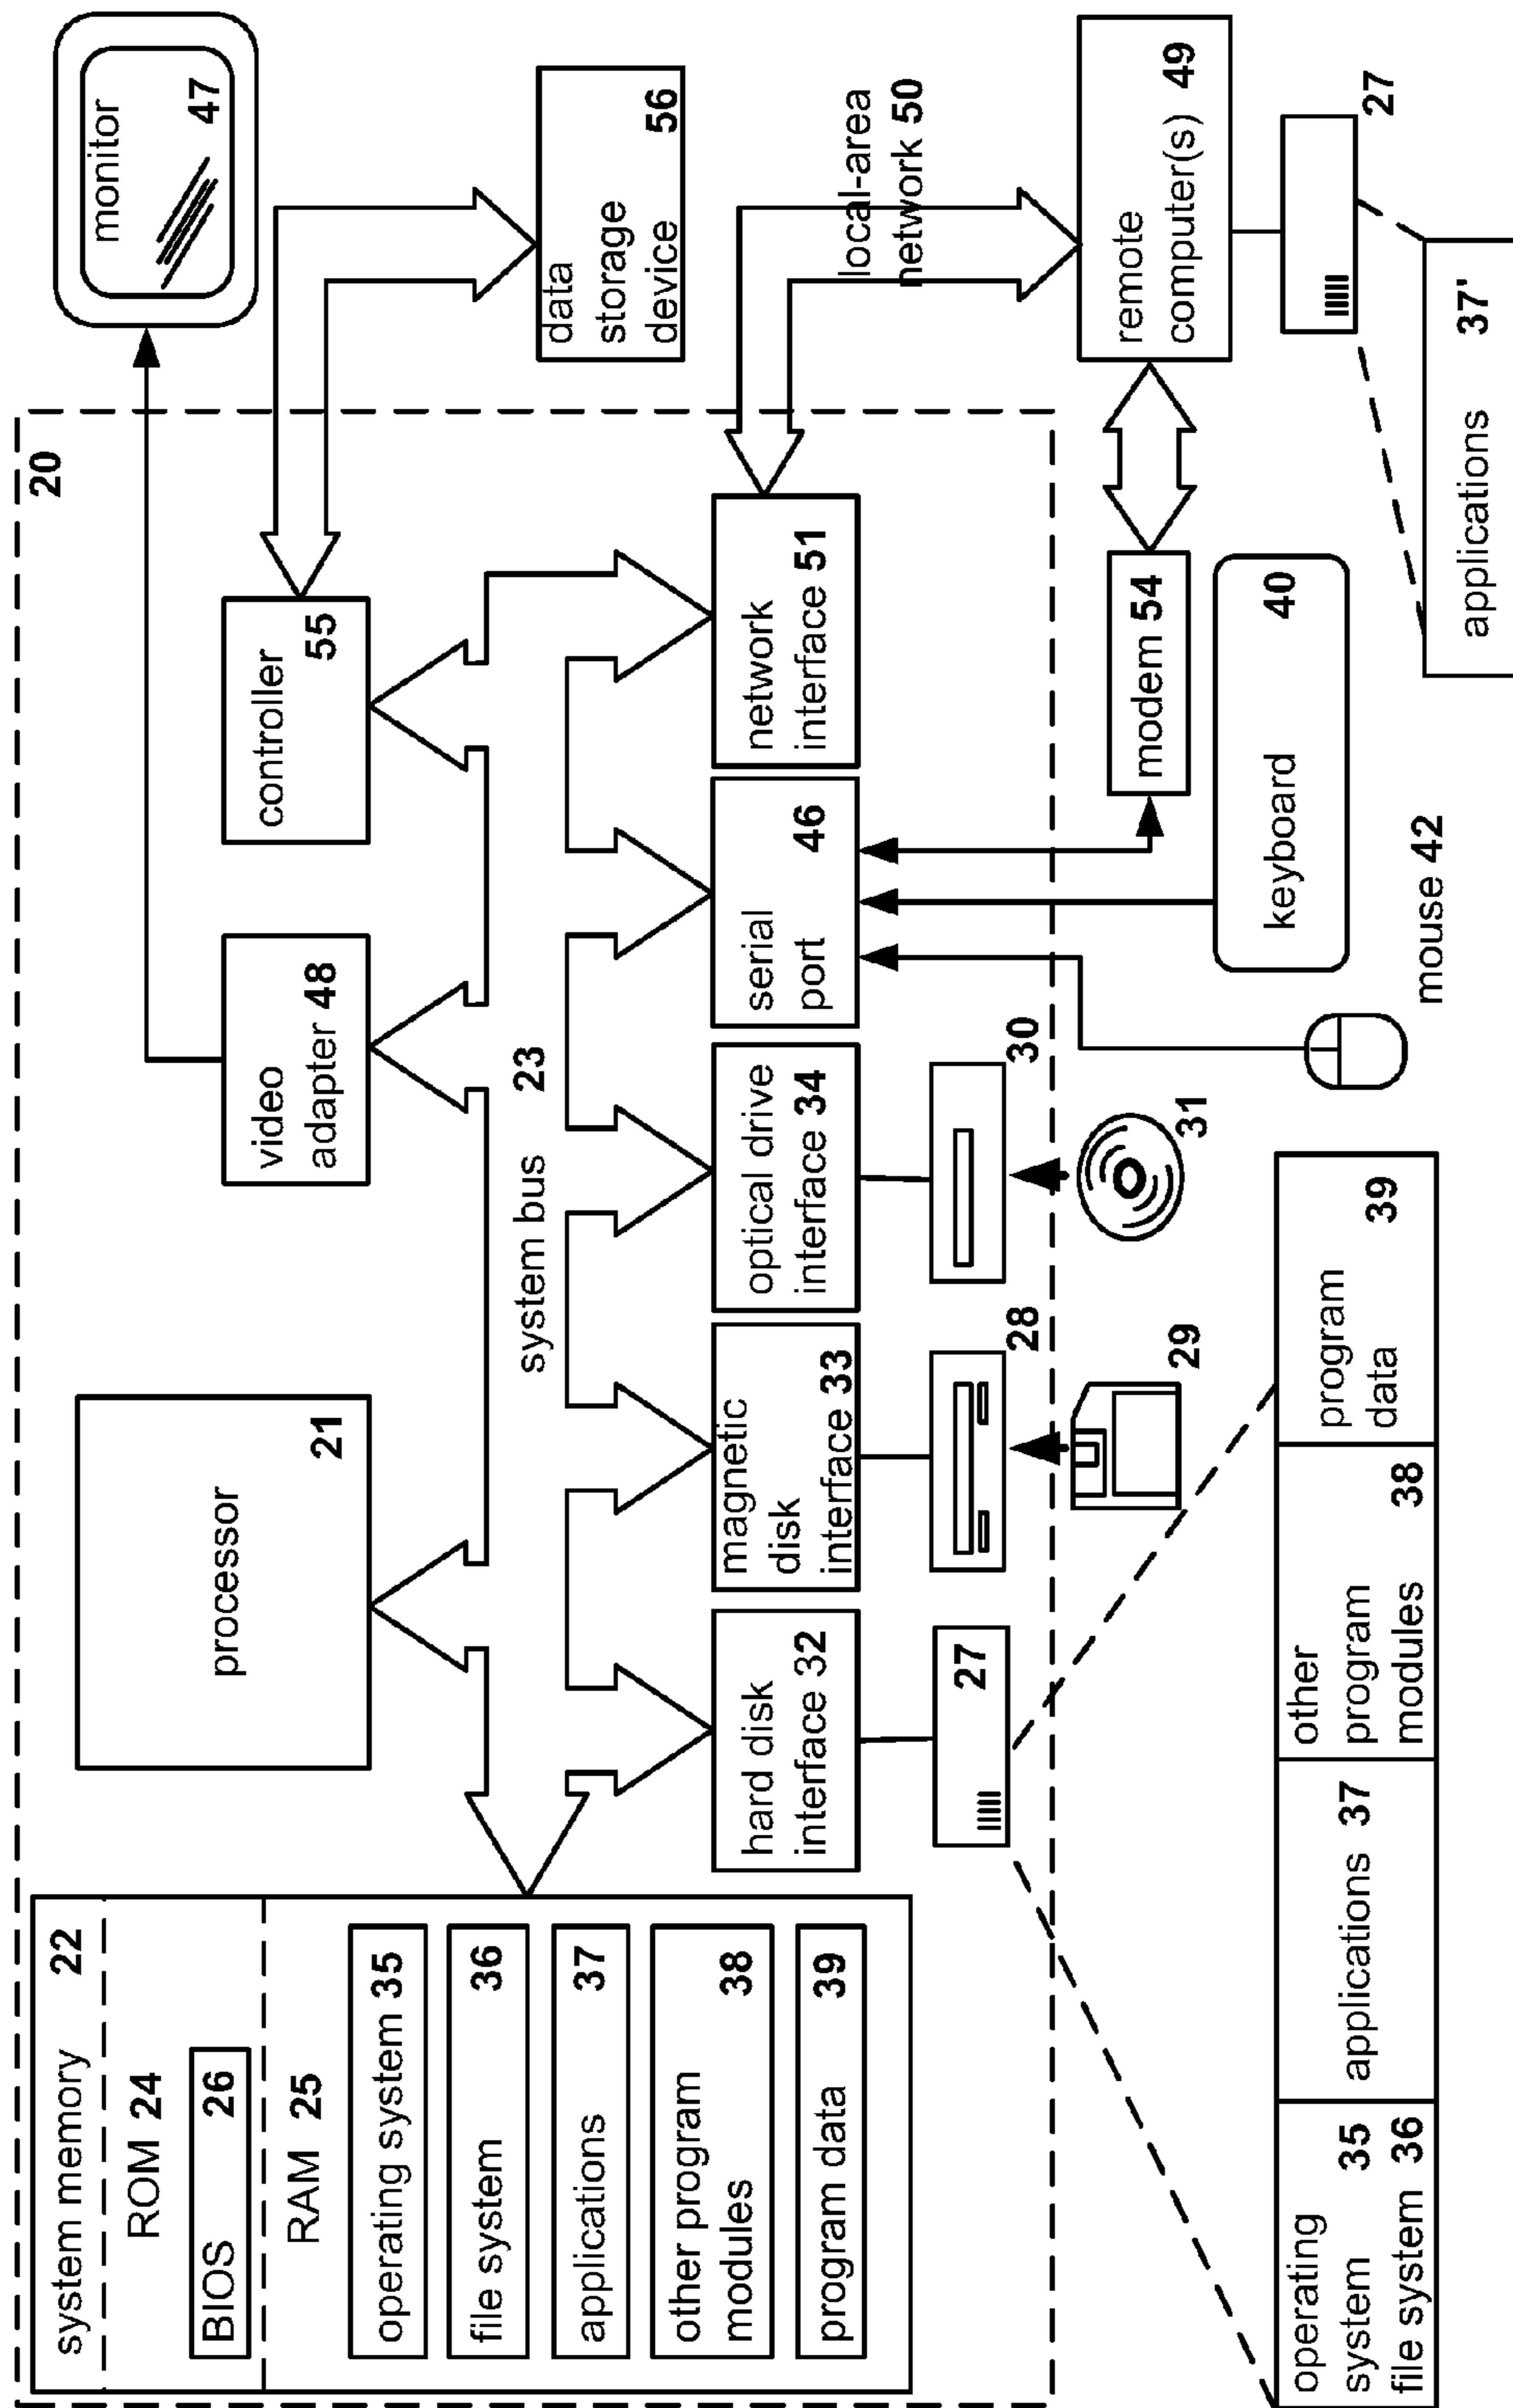 system memory 22
ROM 24
BIOS 26
RAM 25
operating system 35
file system 36
applications 37
other program
modules 38
program data 39
20
processor
21
video
adapter 48
controller
55
monitor
47
system bus 23
data
storage
device 56
hard disk
interface 32
magnetic
disk
interface 33
optical drive
interface 34
serial
port 46
network
interface 51
local-area
network 50
27
28
30
29
31
modem 54
remote
computer(s) 49
keyboard 40
mouse 42
27
operating
system 35
file system 36
applications 37
other
program
modules 38
program
data 39
applications 37'